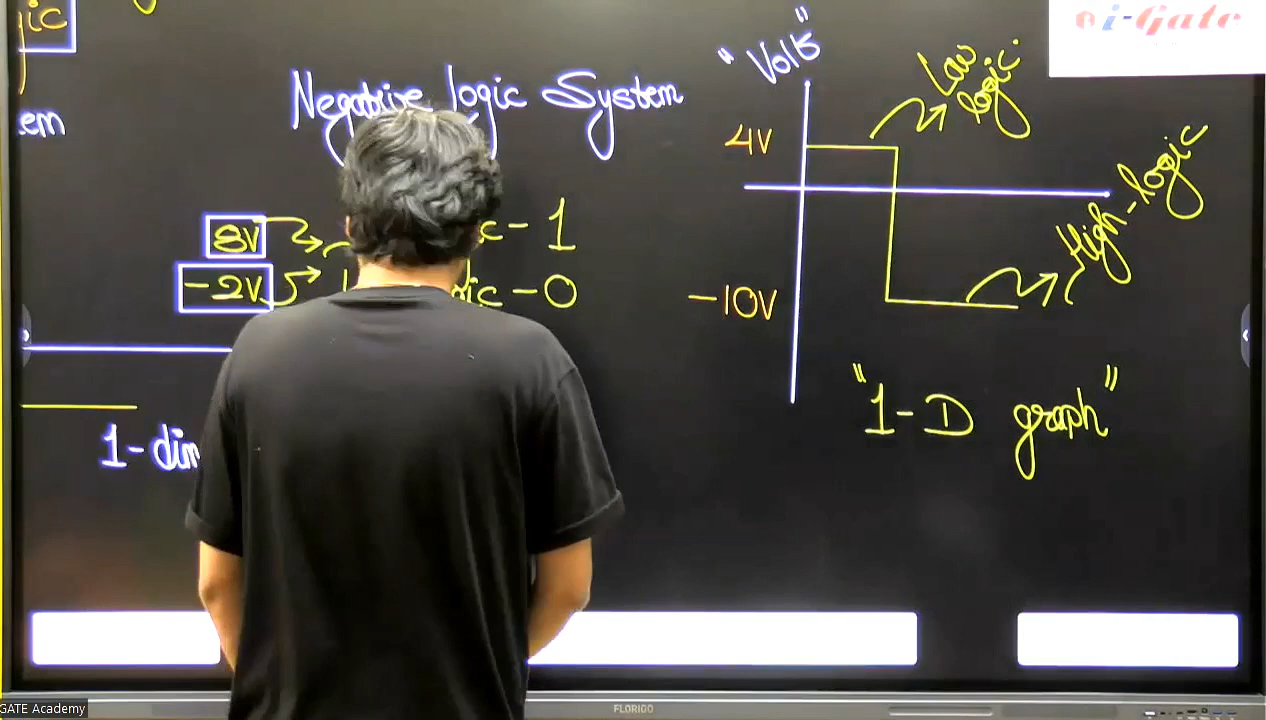 ic
em
Negative logic System
8V
c - 1
-2V
ic - 0
1-dim
"Volts"
4V
Low
logic
-10V
High-logic
"1-D graph"
i-Gate
GATE Academy
FLORIGO